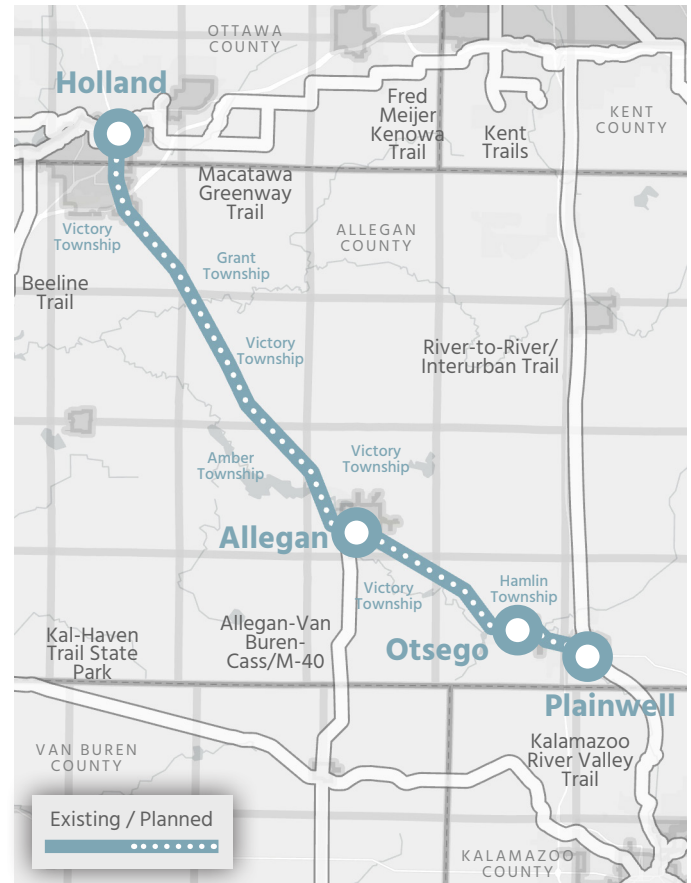 OTTAWA
COUNTY
Holland
Fred
Meijer
Kenowa
Trail
Kent
Trails
KENT
COUNTY
Macatawa
Greenway
Trail
Victory
Township
ALLEGAN
COUNTY
Grant
Township
Beeline
Trail
Victory
Township
River-to-River/
Interurban Trail
Amber
Township
Victory
Township
Allegan
Victory
Township
Hamlin
Township
Allegan-Van
Buren-
Cass/M-40
Kal-Haven
Trail State
Park
Otsego
Plainwell
Kalamazoo
River Valley
Trail
VAN BUREN
COUNTY
Existing / Planned
KALAMAZOO
COUNTY